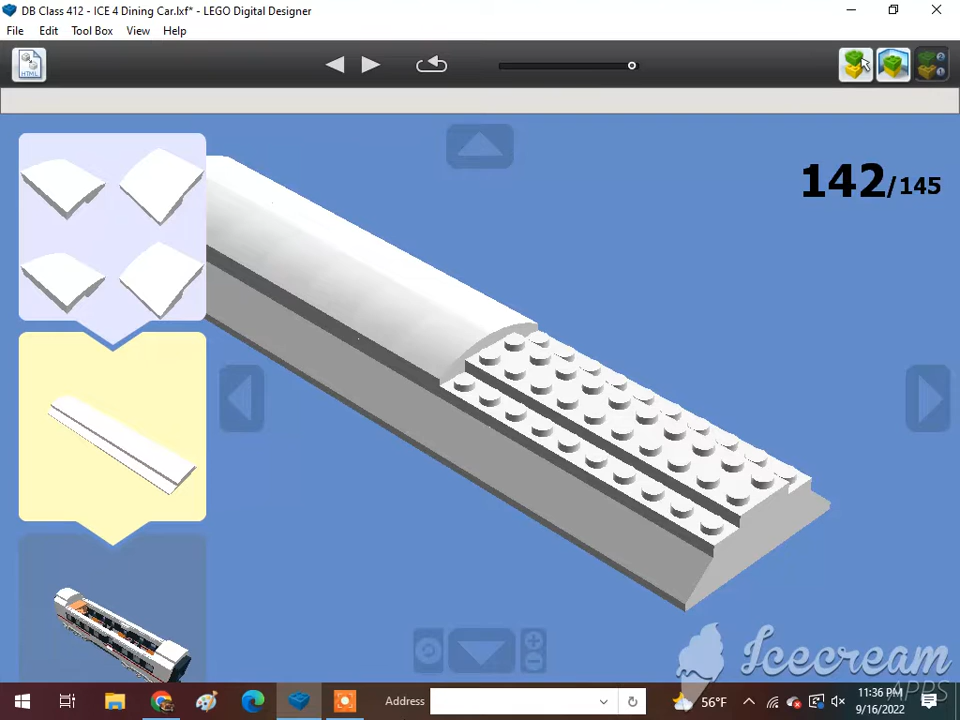 DB Class 412 - ICE 4 Dining Car.lxf* - LEGO Digital Designer
File Edit Tool Box View Help
HTML
142/145
Icecream
APPS
Address
56°F
11:36 PM
9/16/2022